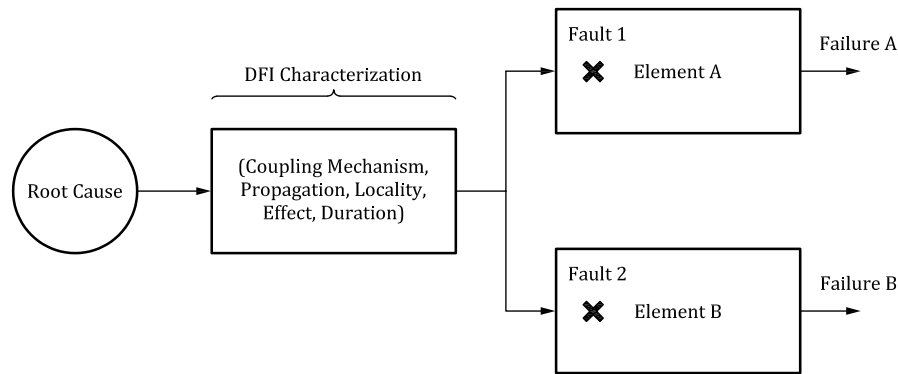 DFI Characterization
Root Cause
(Coupling Mechanism,
Propagation, Locality,
Effect, Duration)
Fault 1
Element A
Failure A
Fault 2
Element B
Failure B